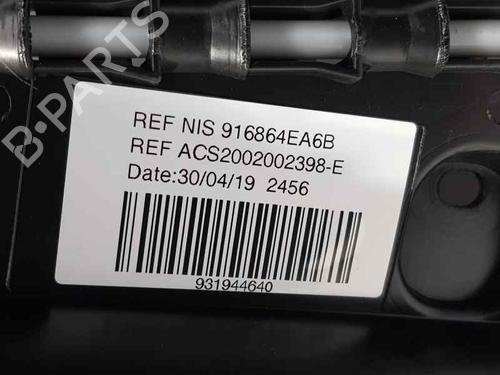 B-PARTS
REF NIS 916864EA6B
REF ACS2002002398-E
Date:30/04/19 2456
931944640